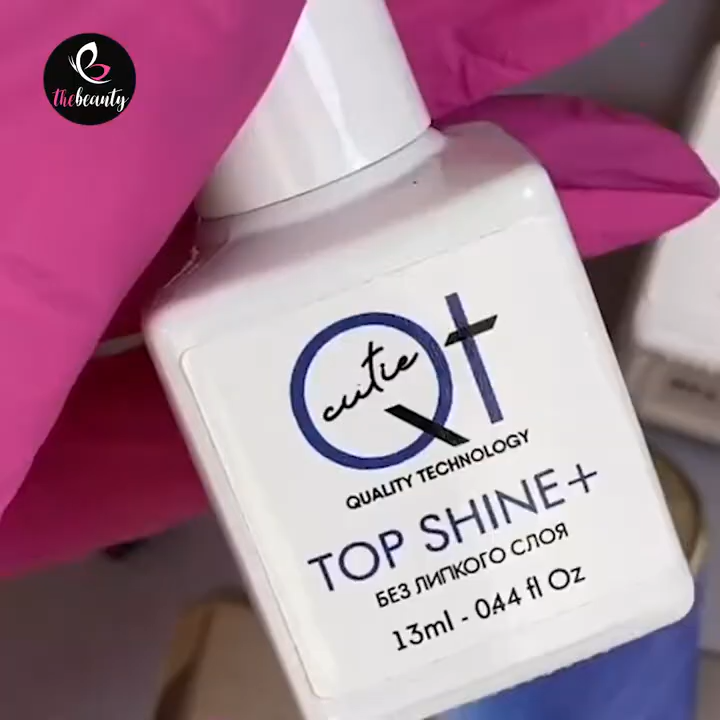 thebeauty
Qt
cutie
QUALITY TECHNOLOGY
TOP SHINE+
БЕЗ ЛИПКОГО СЛОЯ
13ml - 0.44 fl Oz